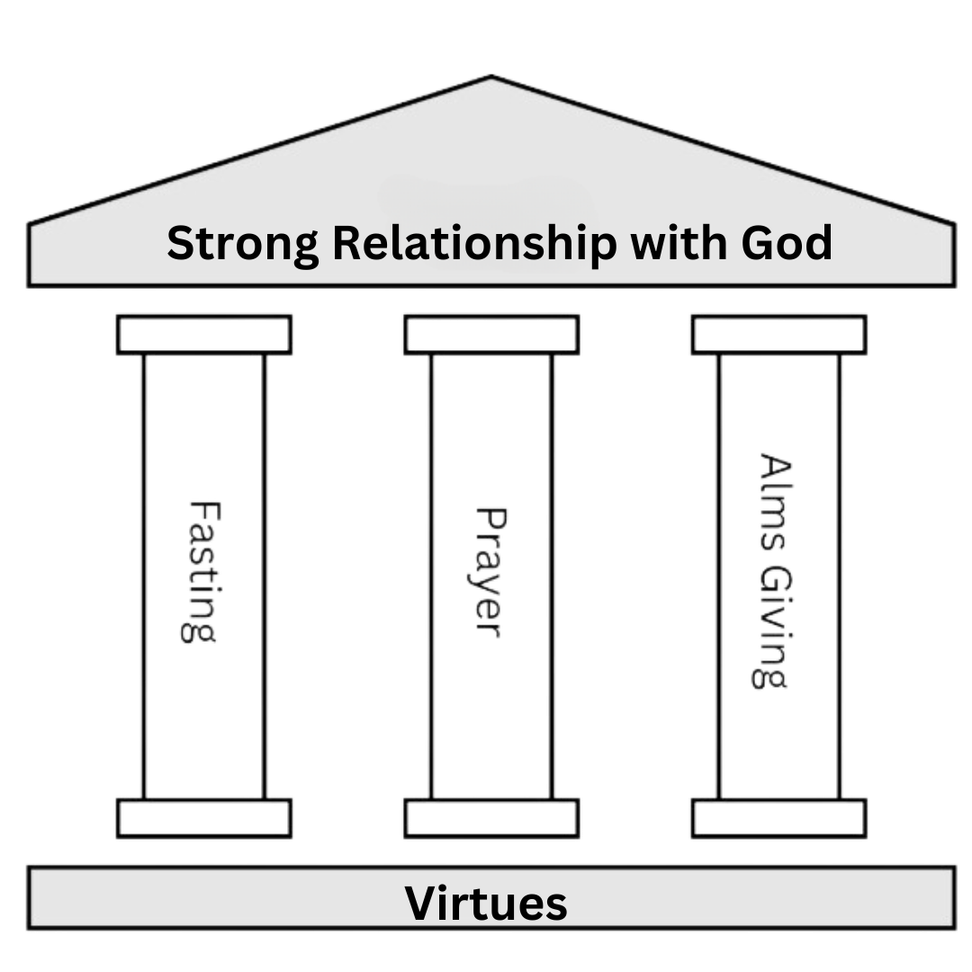 Strong Relationship with God
Fasting
Prayer
Alms Giving
Virtues